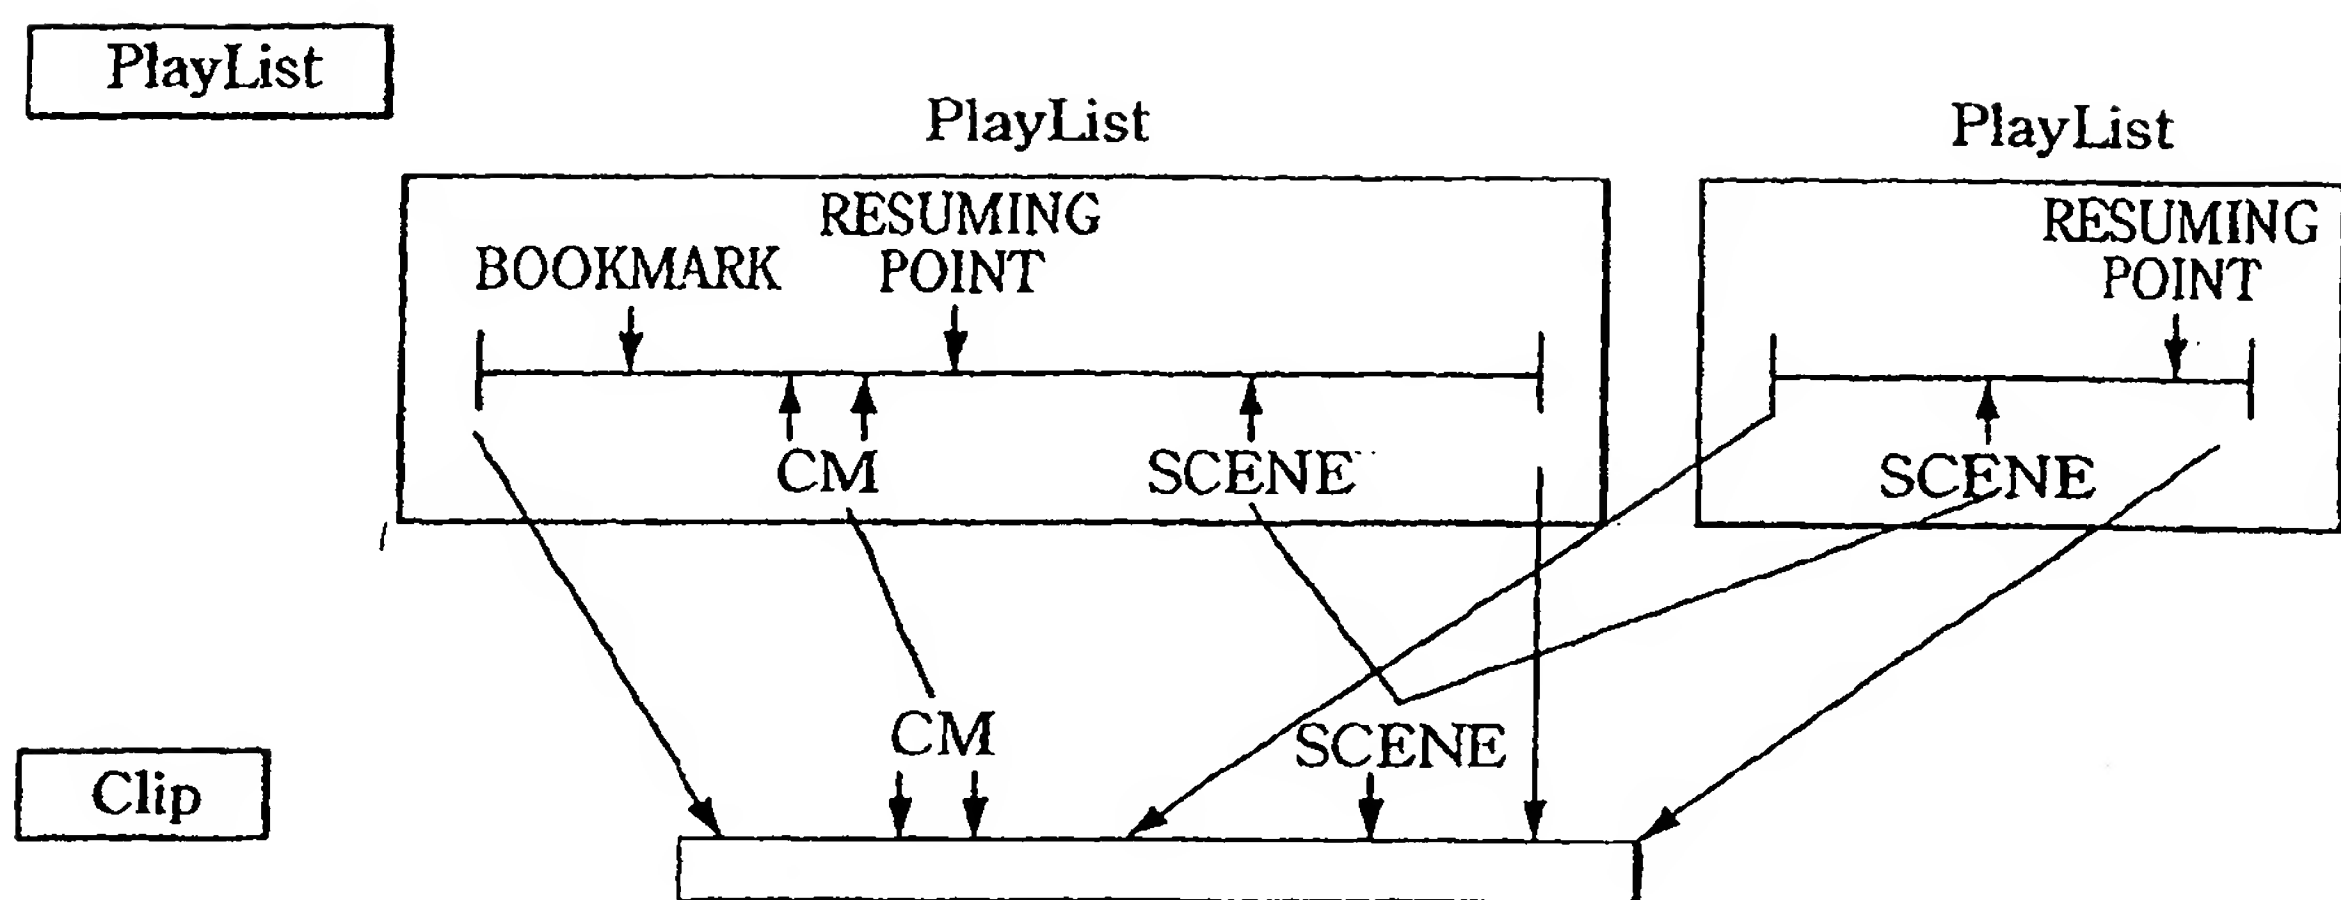 PlayList
PlayList
PlayList
RESUMING
POINT
BOOKMARK
RESUMING
POINT
CM
SCENE
SCENE
CM
SCENE
Clip